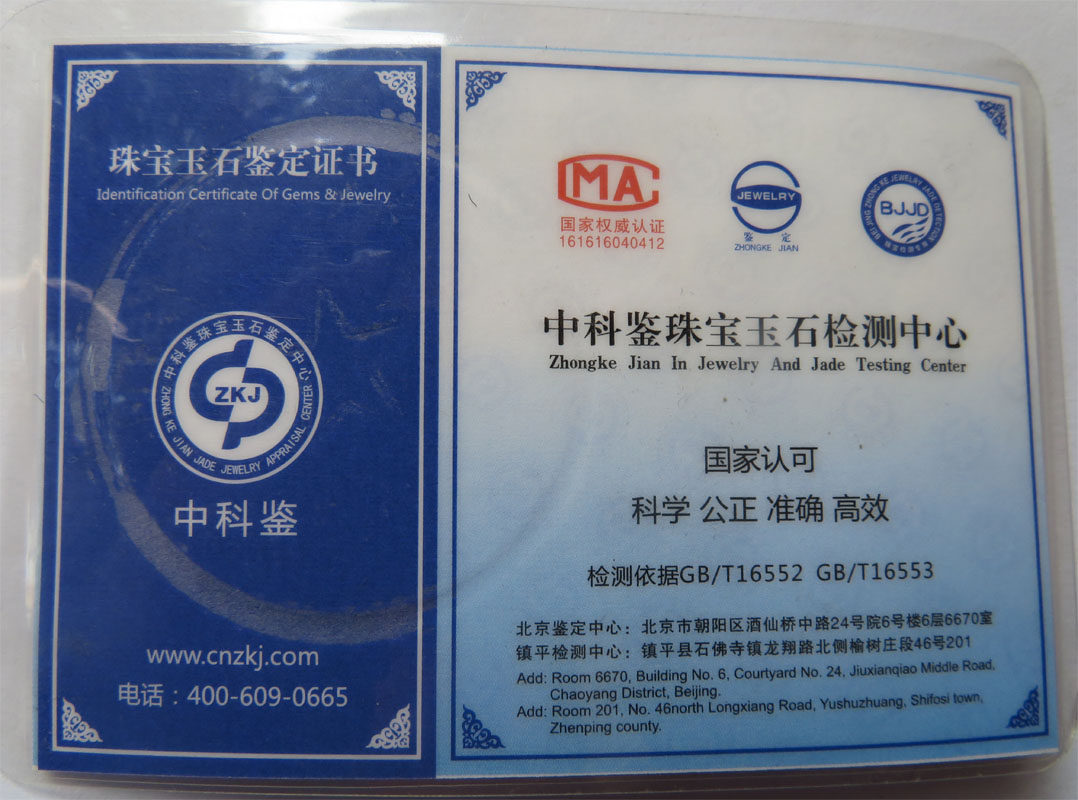 珠宝玉石鉴定证书
Identification Certificate Of Gems & Jewelry
中科鉴珠宝玉石鉴定中心
ZKJ
ZHONG KE JIAN JADE JEWELRY APPRAISAL CENTER
中科鉴
www.cnzkj.com
电话：400-609-0665
CMA
国家权威认证
161616040412
JEWELRY
鉴 定
ZHONGKE JIAN
BJJD
中科鉴珠宝玉石检测中心
Zhongke Jian In Jewelry And Jade Testing Center
国家认可
科学 公正 准确 高效
检测依据GB/T16552 GB/T16553
北京鉴定中心：北京市朝阳区酒仙桥中路24号院6号楼6层6670室
镇平检测中心：镇平县石佛寺镇龙翔路北侧榆树庄段46号201
Add: Room 6670, Building No. 6, Courtyard No. 24, Jiuxianqiao Middle Road,
Chaoyang District, Beijing.
Add: Room 201, No. 46north Longxiang Road, Yushuzhuang, Shifosi town,
Zhenping county.